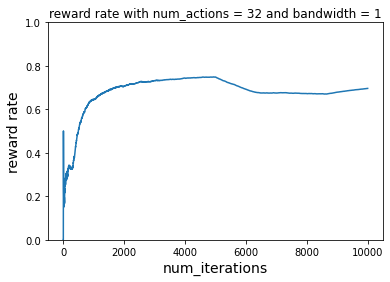 reward rate with num_actions = 32 and bandwidth = 1
1.0
0.8
0.6
0.4
0.2
0.0
reward rate
0 2000 4000 6000 8000 10000
num_iterations